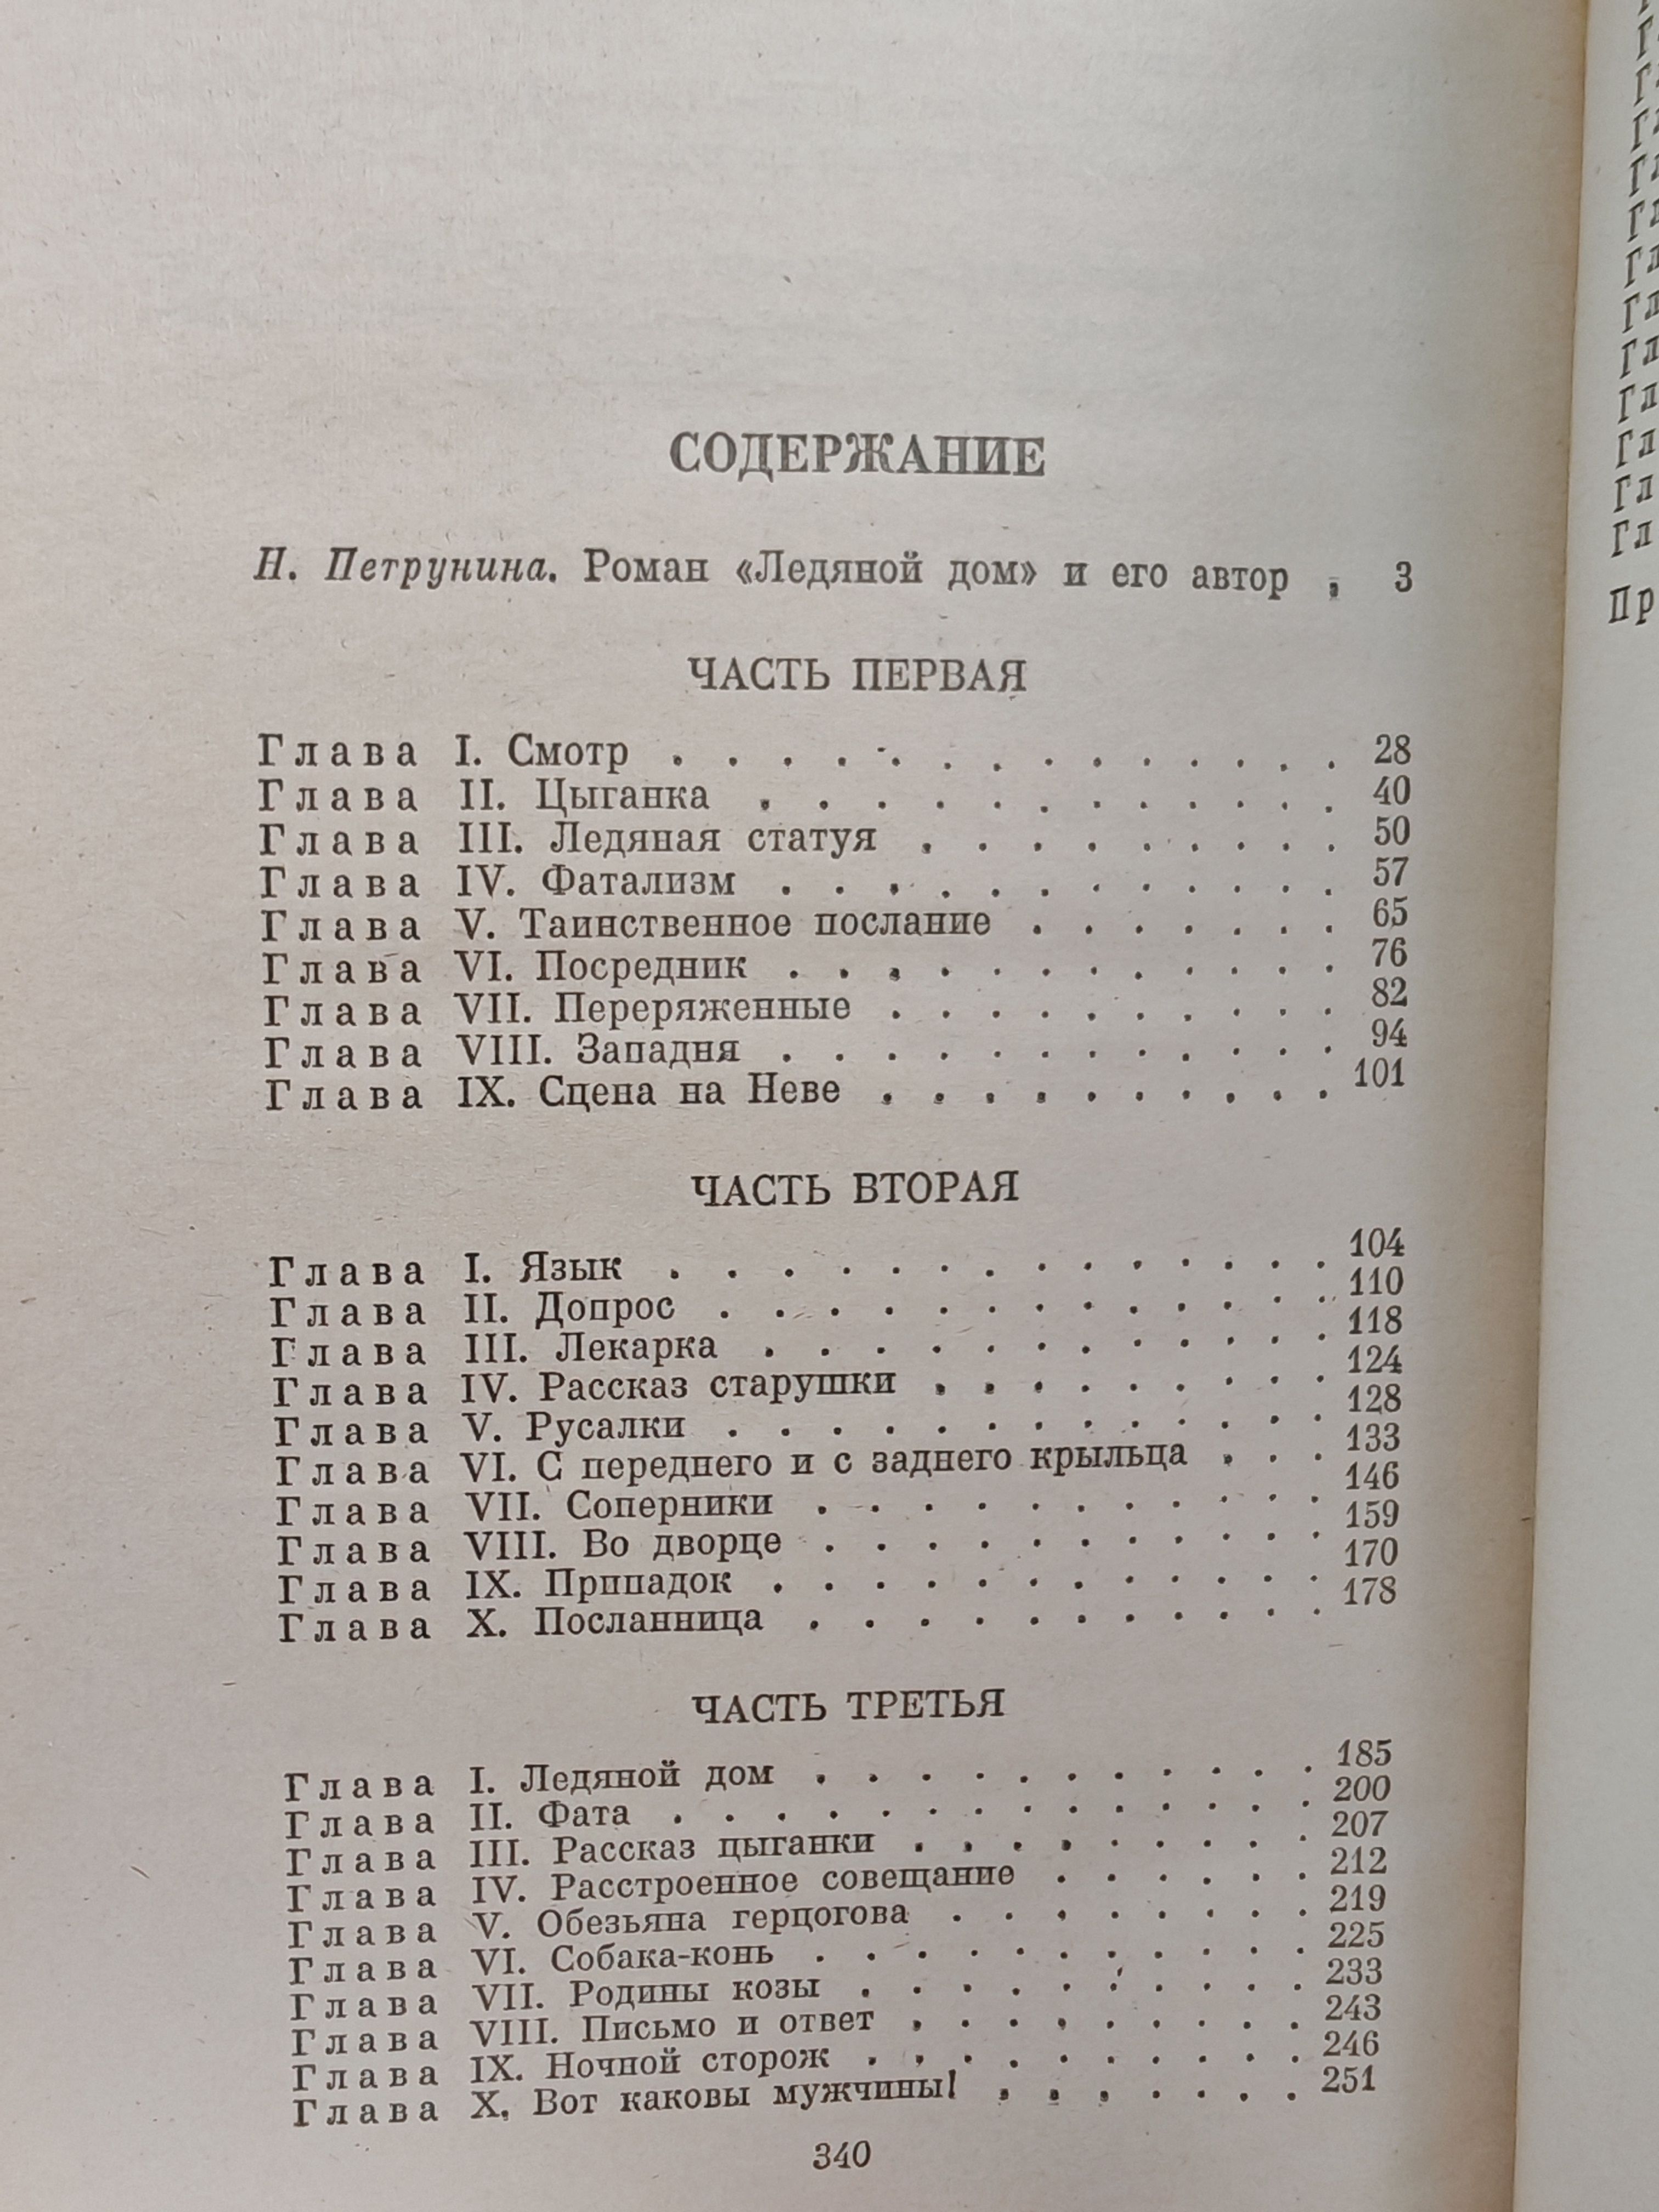 СОДЕРЖАНИЕ
Н. Петрунина. Роман «Ледяной дом» и его автор . 3
ЧАСТЬ ПЕРВАЯ
Глава I. Смотр . . . . . . . . . . . . . 28
Глава II. Цыганка . . . . . . . . . . . 40
Глава III. Ледяная статуя . . . . . . . . . 50
Глава IV. Фатализм . . . . . . . . . . . 57
Глава V. Таинственное послание . . . . . . . 65
Глава VI. Посредник . . . . . . . . . . . 76
Глава VII. Переряженные . . . . . . . . . . 82
Глава VIII. Западня . . . . . . . . . . . 94
Глава IX. Сцена на Неве . . . . . . . . . . 101
ЧАСТЬ ВТОРАЯ
Глава I. Язык . . . . . . . . . . . . . 104
Глава II. Допрос . . . . . . . . . . . . 110
Глава III. Лекарка . . . . . . . . . . . 118
Глава IV. Рассказ старушки . . . . . . . . . 124
Глава V. Русалки . . . . . . . . . . . . 128
Глава VI. С переднего и с заднего крыльца . . . 133
Глава VII. Соперники . . . . . . . . . . . 146
Глава VIII. Во дворце . . . . . . . . . . 159
Глава IX. Припадок . . . . . . . . . . . 170
Глава X. Посланница . . . . . . . . . . . 178
ЧАСТЬ ТРЕТЬЯ
Глава I. Ледяной дом . . . . . . . . . . . 185
Глава II. Фата . . . . . . . . . . . . . 200
Глава III. Рассказ цыганки . . . . . . . . . 207
Глава IV. Расстроенное совещание . . . . . . 212
Глава V. Обезьяна герцогова . . . . . . . . 219
Глава VI. Собака-конь . . . . . . . . . . 225
Глава VII. Родины козы . . . . . . . . . . 233
Глава VIII. Письмо и ответ . . . . . . . . . 243
Глава IX. Ночной сторож . . . . . . . . . . 246
Глава X. Вот каковы мужчины! . . . . . . . 251
340